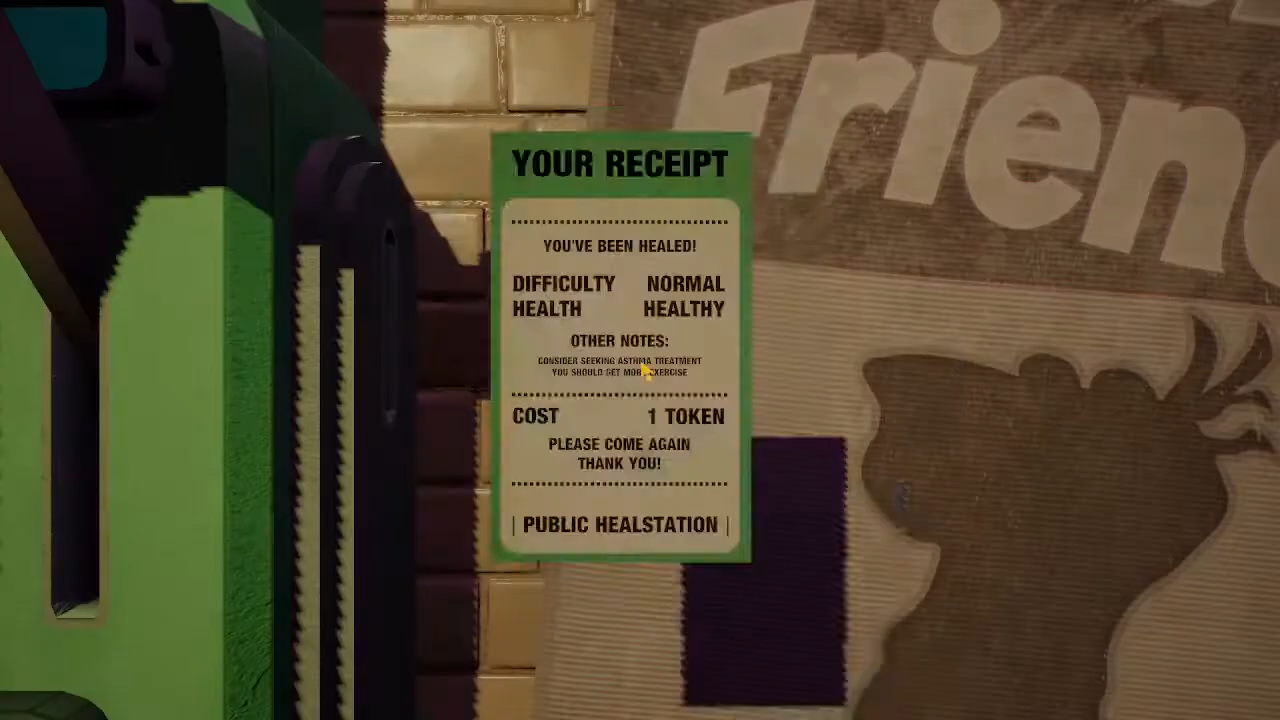 Frien
YOUR RECEIPT
YOU'VE BEEN HEALED!
DIFFICULTY NORMAL
HEALTH HEALTHY
OTHER NOTES:
CONSIDER SEEKING ASTHMA TREATMENT
YOU SHOULD GET MORE EXERCISE
COST 1 TOKEN
PLEASE COME AGAIN
THANK YOU!
| PUBLIC HEALSTATION |